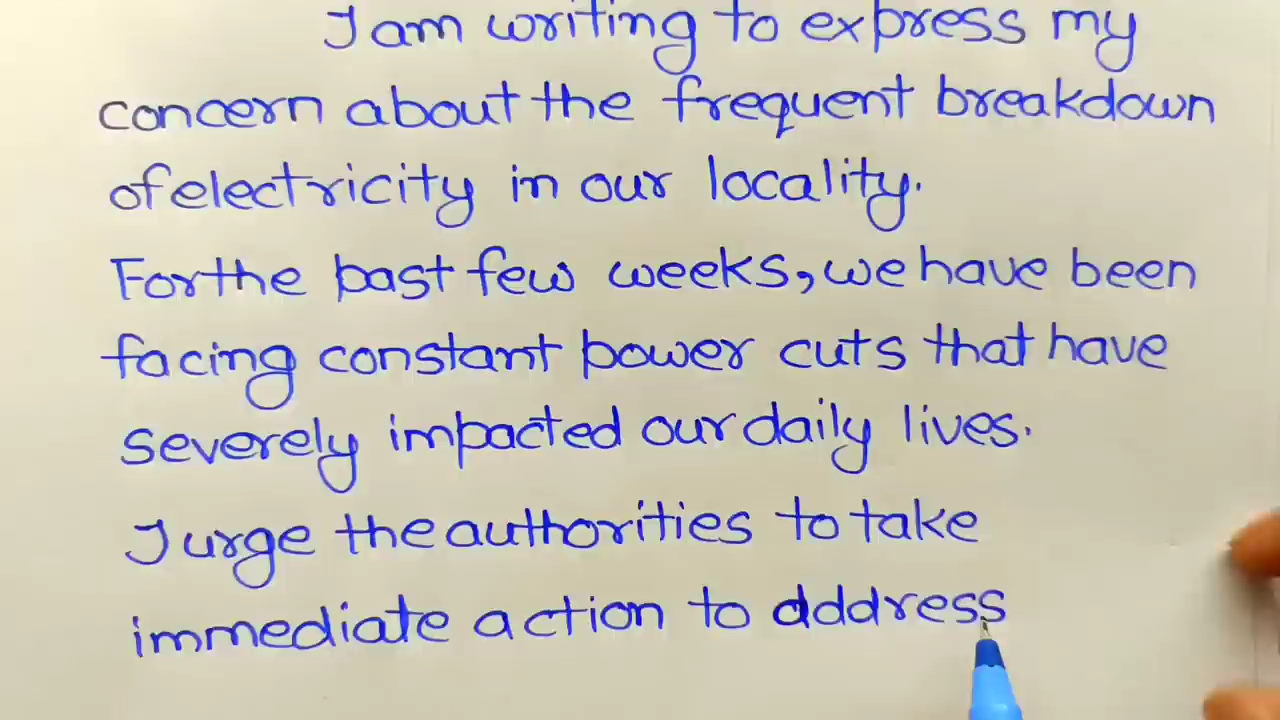 I am writing to express my
concern about the frequent breakdown
of electricity in our locality.
For the past few weeks, we have been
facing constant power cuts that have
severely impacted our daily lives.
I urge the authorities to take
immediate action to dddress